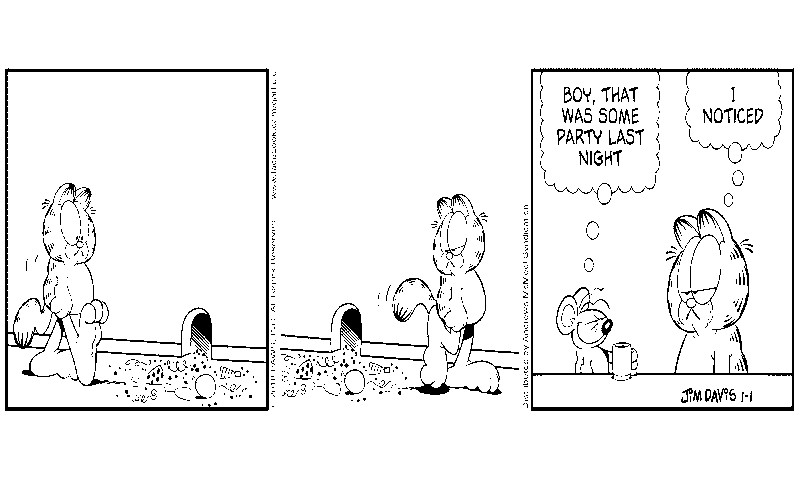 BOY, THAT
WAS SOME
PARTY LAST
NIGHT
I
NOTICED
JIM DAVIS 1-1